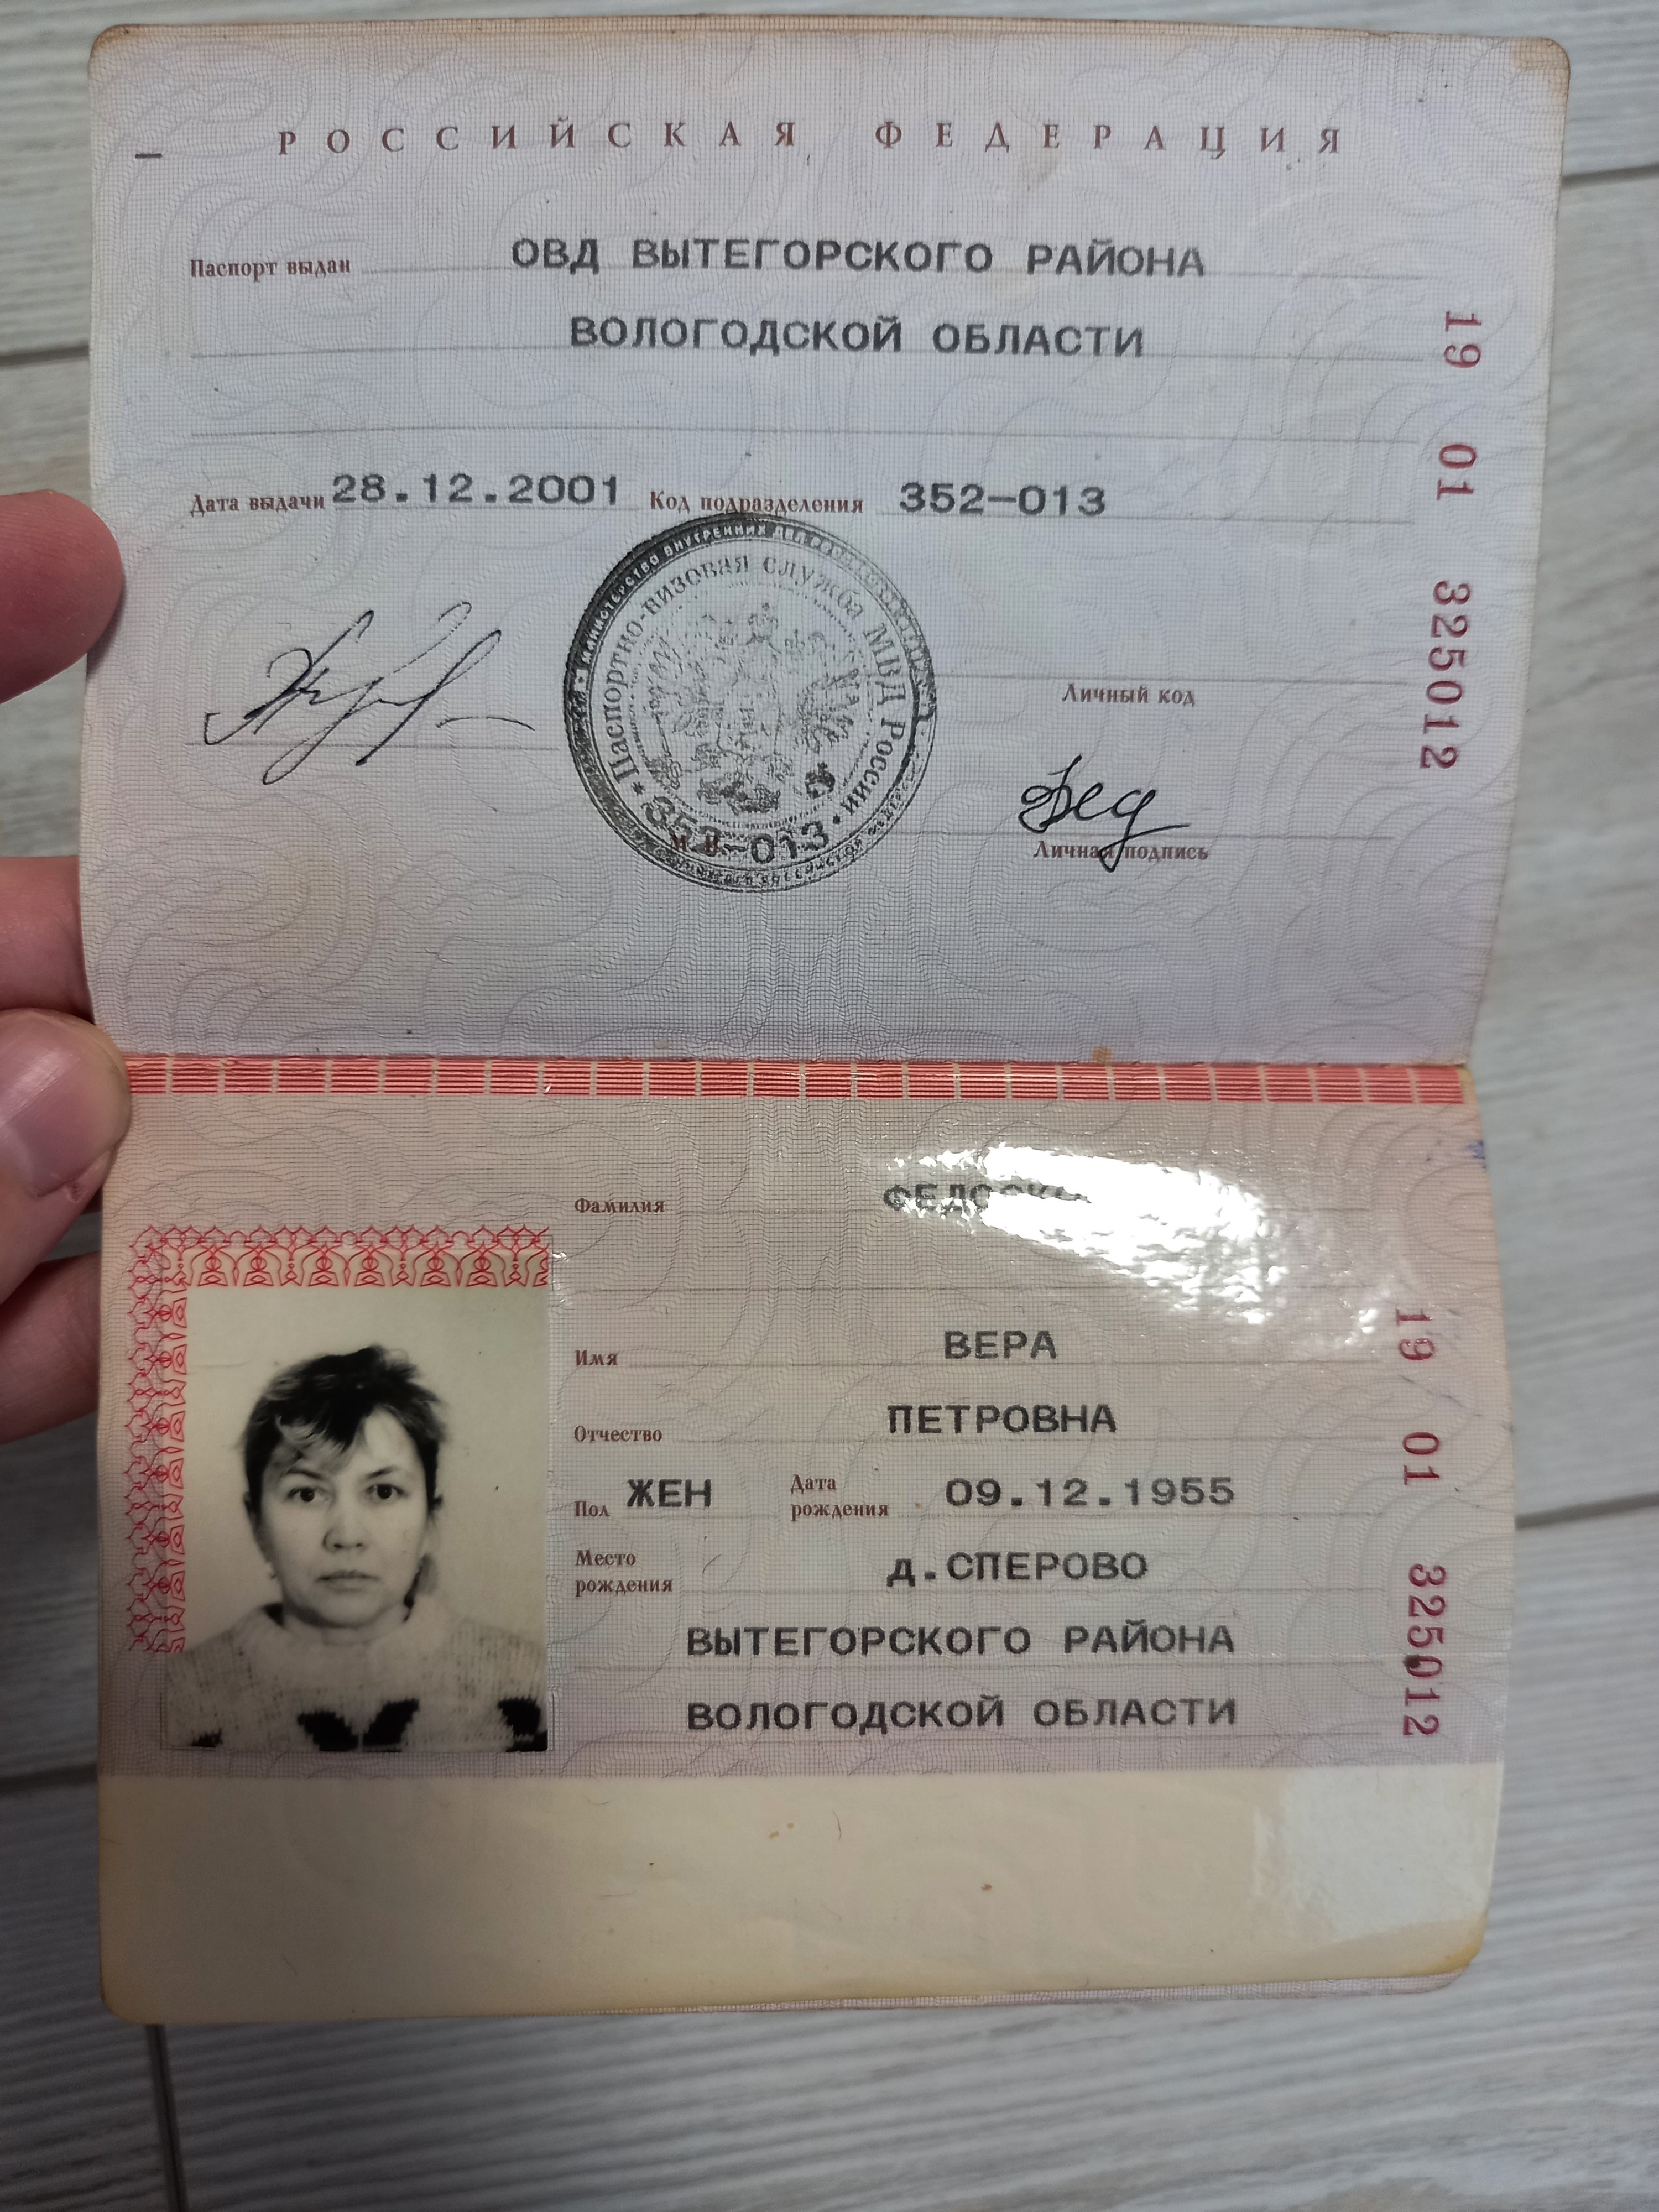 РОССИЙСКАЯ ФЕДЕРАЦИЯ
Паспорт выдан ОВД ВЫТЕГОРСКОГО РАЙОНА
ВОЛОГОДСКОЙ ОБЛАСТИ
Дата выдачи 28.12.2001 Код подразделения 352-013
Паспортно-визовая служба МВД России
352-013
М.П.
Личный код
Личная подпись
19 01 325012
Фамилия
Имя ВЕРА
Отчество ПЕТРОВНА
Пол ЖЕН Дата рождения 09.12.1955
Место рождения д.СПЕРОВО
ВЫТЕГОРСКОГО РАЙОНА
ВОЛОГОДСКОЙ ОБЛАСТИ
19 01 325012